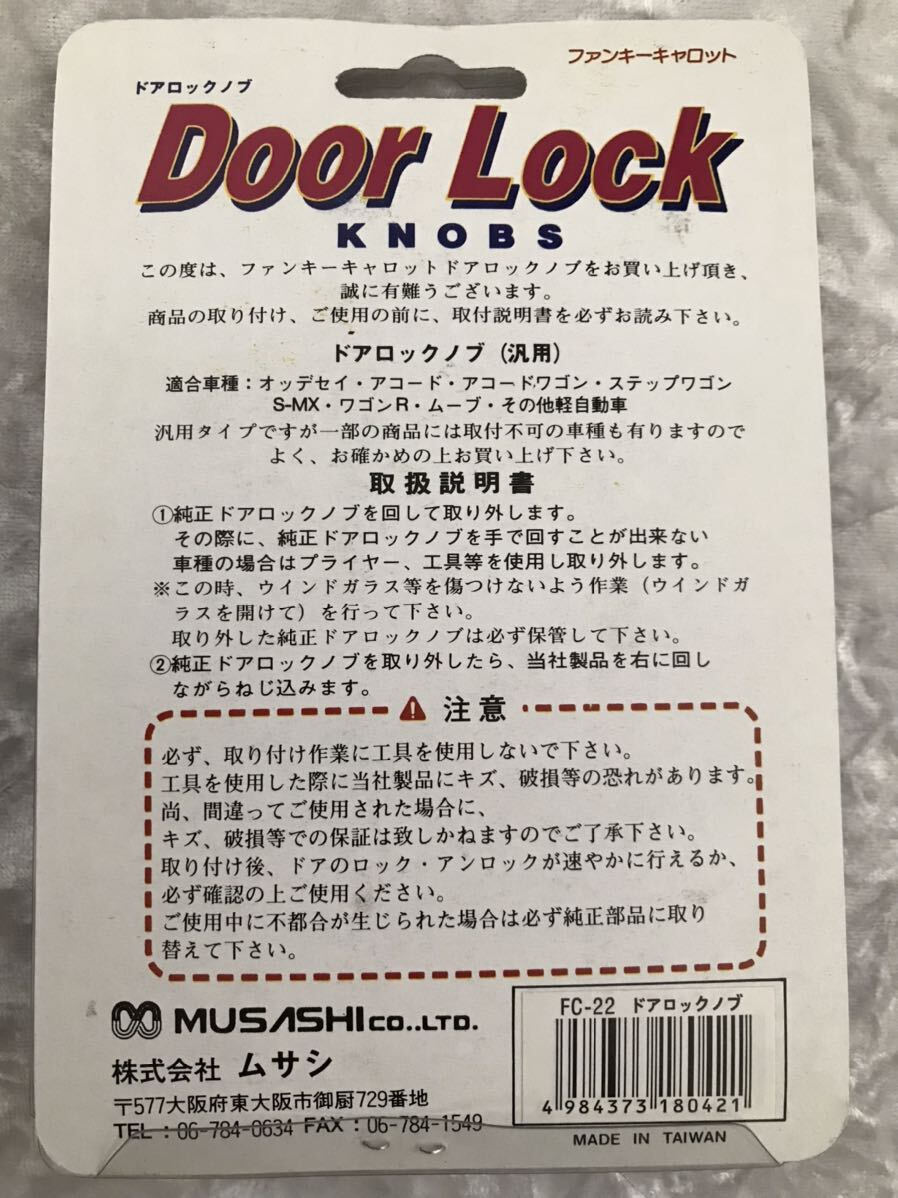 ファンキーキャロット
ドアロックノブ
Door Lock
KNOBS
この度は、ファンキーキャロットドアロックノブをお買い上げ頂き、
誠に有難うございます。
商品の取り付け、ご使用の前に、取付説明書を必ずお読み下さい。
ドアロックノブ（汎用）
適合車種：オッデセイ・アコード・アコードワゴン・ステップワゴン
S-MX・ワゴンR・ムーブ・その他軽自動車
汎用タイプですが一部の商品には取付不可の車種も有りますので
よく、お確かめの上お買い上げ下さい。
取扱説明書
①純正ドアロックノブを回して取り外します。
その際に、純正ドアロックノブを手で回すことが出来ない
車種の場合はプライヤー、工具等を使用し取り外します。
※この時、ウインドガラス等を傷つけないよう作業（ウインドガ
ラスを開けて）を行って下さい。
取り外した純正ドアロックノブは必ず保管して下さい。
②純正ドアロックノブを取り外したら、当社製品を右に回し
ながらねじ込みます。
注意
必ず、取り付け作業に工具を使用しないで下さい。
工具を使用した際に当社製品にキズ、破損等の恐れがあります。
尚、間違ってご使用された場合に、
キズ、破損等での保証は致しかねますのでご了承下さい。
取り付け後、ドアのロック・アンロックが速やかに行えるか、
必ず確認の上ご使用ください。
ご使用中に不都合が生じられた場合は必ず純正部品に取り
替えて下さい。
MUSASHI CO.,LTD.
株式会社 ムサシ
〒577大阪府東大阪市御厨729番地
TEL：06-784-0634 FAX：06-784-1549
FC-22 ドアロックノブ
4 984373 180421
MADE IN TAIWAN